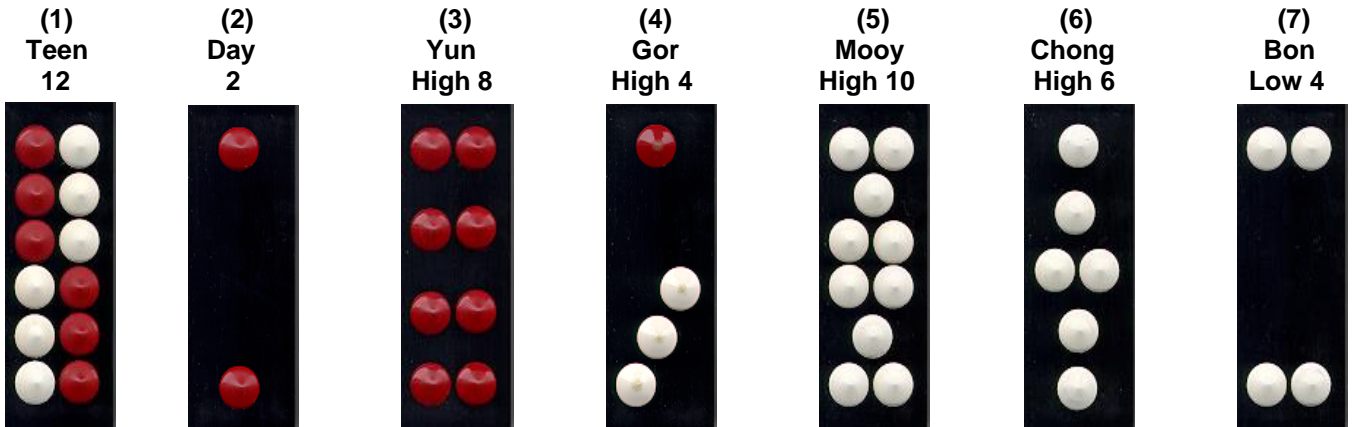 (1) (2) (3) (4) (5) (6) (7)
Teen Day Yun Gor Mooy Chong Bon
12 2 High 8 High 4 High 10 High 6 Low 4